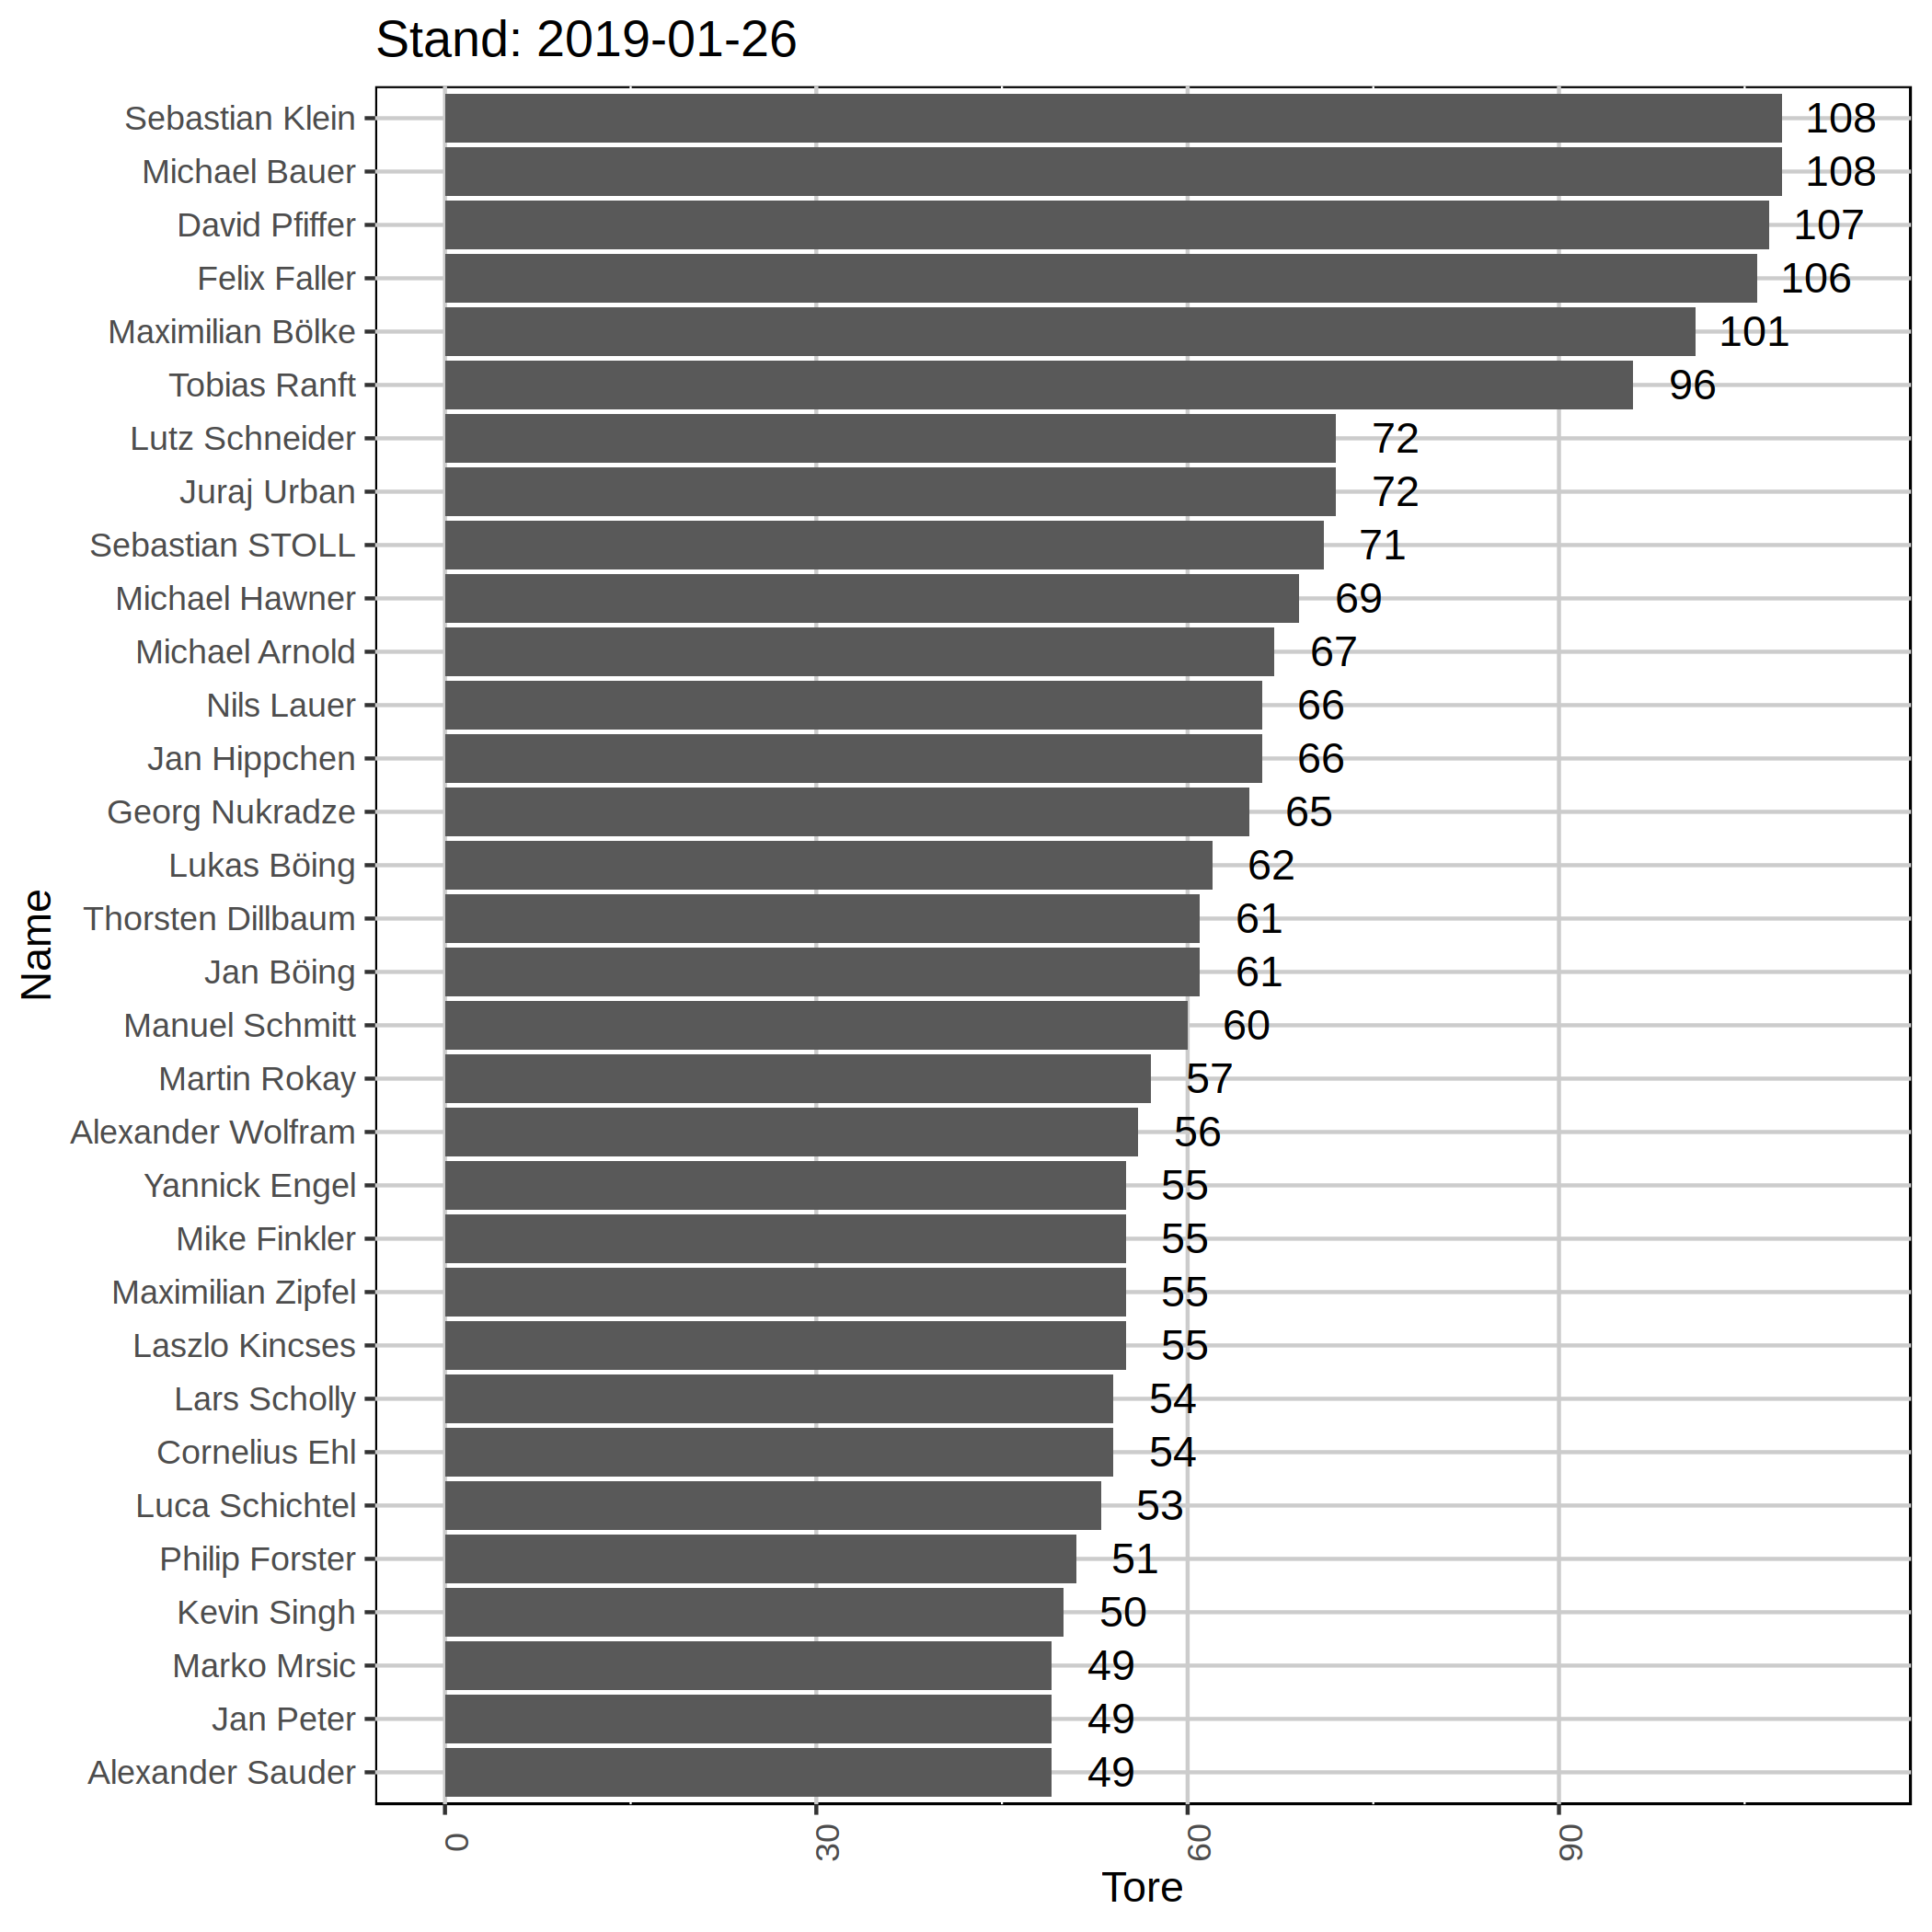 Stand: 2019-01-26
Sebastian Klein 108
Michael Bauer 108
David Pfiffer 107
Felix Faller 106
Maximilian Bölke 101
Tobias Ranft 96
Lutz Schneider 72
Juraj Urban 72
Sebastian STOLL 71
Michael Hawner 69
Michael Arnold 67
Nils Lauer 66
Jan Hippchen 66
Georg Nukradze 65
Lukas Böing 62
Thorsten Dillbaum 61
Jan Böing 61
Manuel Schmitt 60
Martin Rokay 57
Alexander Wolfram 56
Yannick Engel 55
Mike Finkler 55
Maximilian Zipfel 55
Laszlo Kincses 55
Lars Scholly 54
Cornelius Ehl 54
Luca Schichtel 53
Philip Forster 51
Kevin Singh 50
Marko Mrsic 49
Jan Peter 49
Alexander Sauder 49
Name
0 30 60 90
Tore